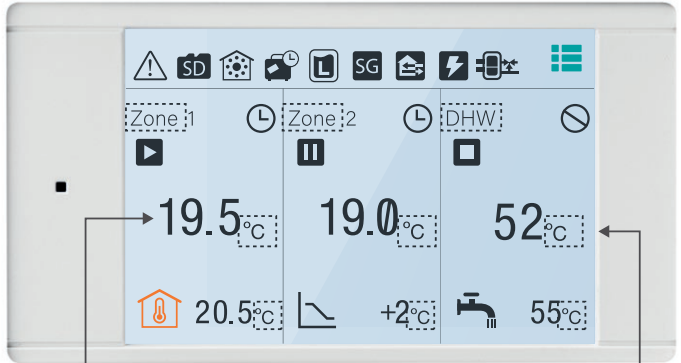 SD L SG
Zone 1 Zone 2 DHW
19.5°C 19.0°C 52°C
20.5°C +2°C 55°C